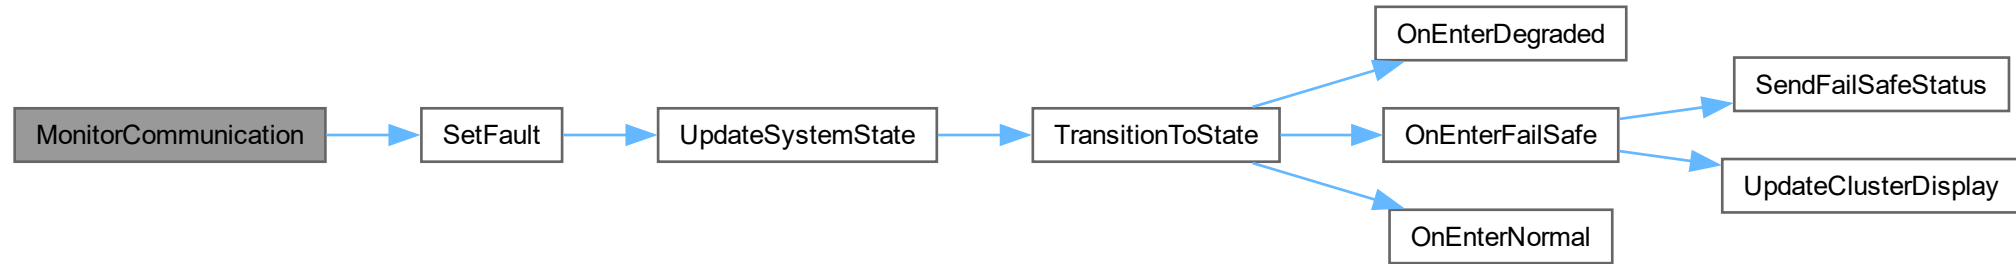 MonitorCommunication
SetFault
UpdateSystemState
TransitionToState
OnEnterDegraded
OnEnterFailSafe
OnEnterNormal
SendFailSafeStatus
UpdateClusterDisplay